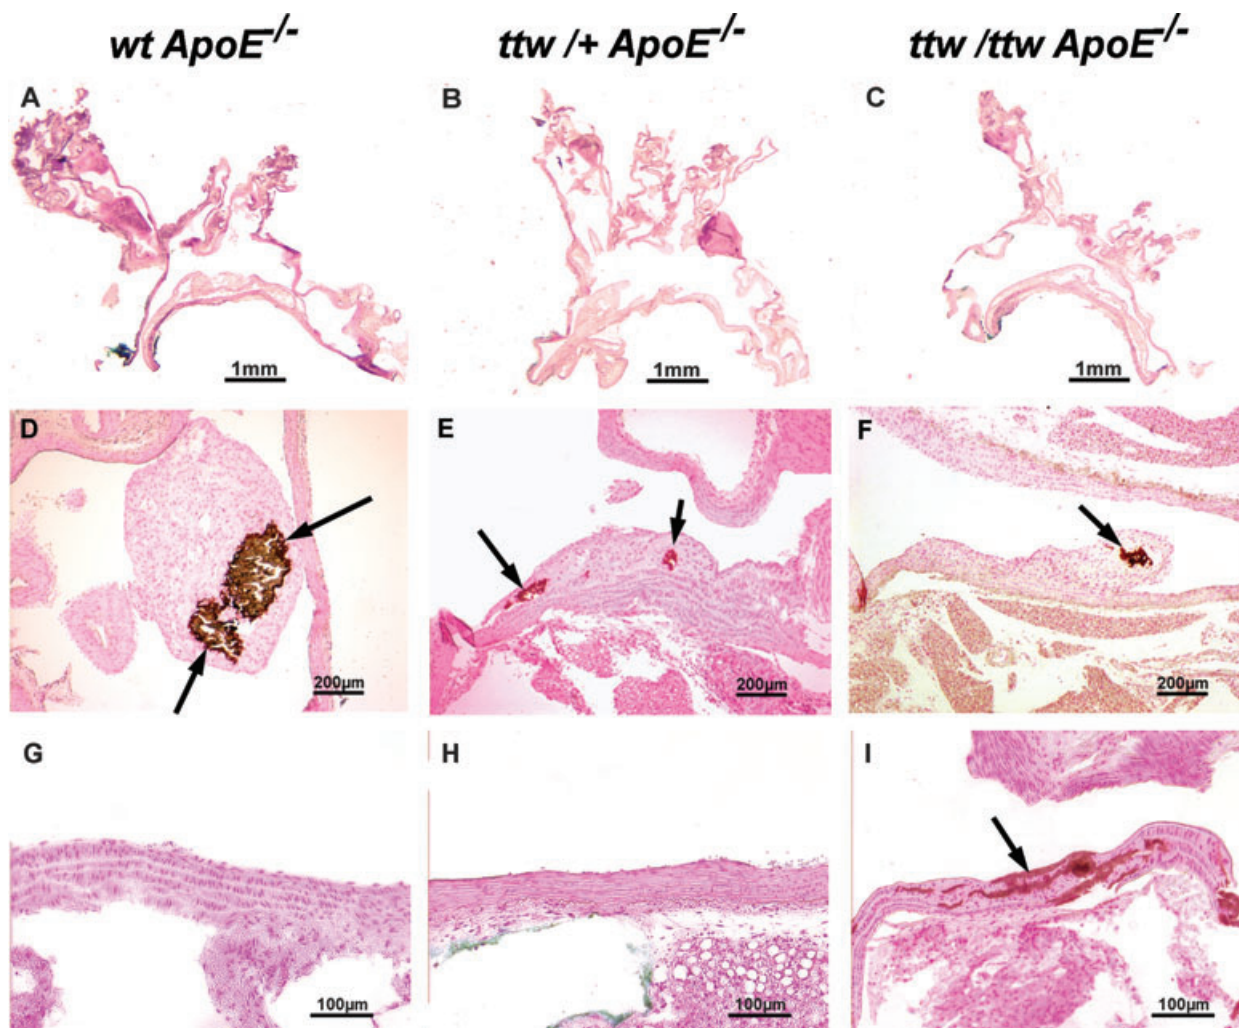 wt ApoE-/- ttw /+ ApoE-/- ttw /ttw ApoE-/-
A B C
1mm 1mm 1mm
D E F
200µm 200µm 200µm
G H I
100µm 100µm 100µm